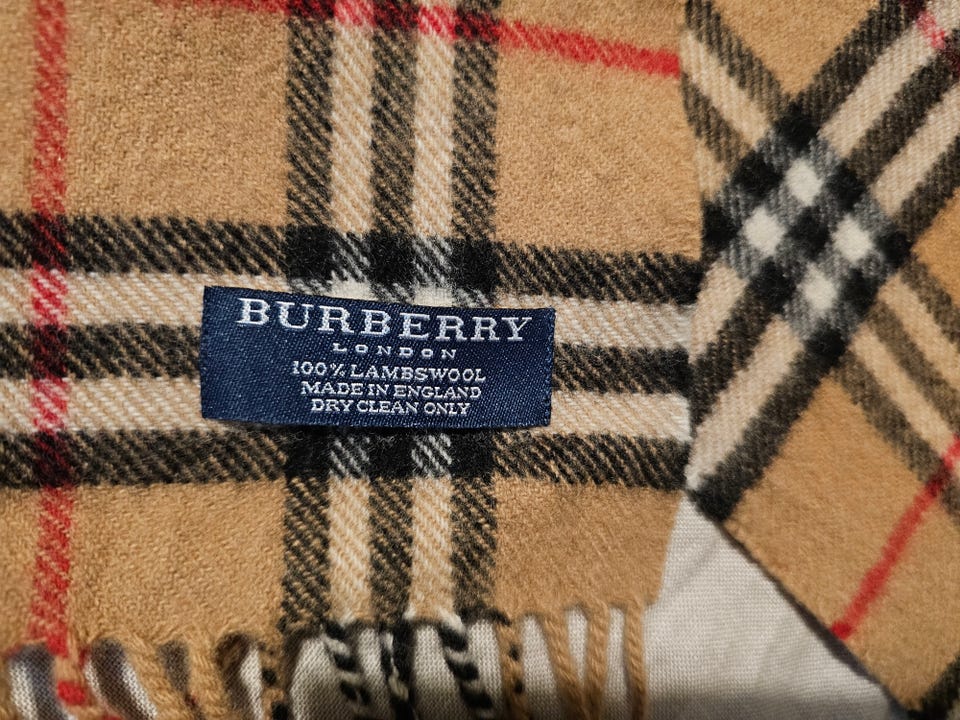 BURBERRY
LONDON
100% LAMBSWOOL
MADE IN ENGLAND
DRY CLEAN ONLY